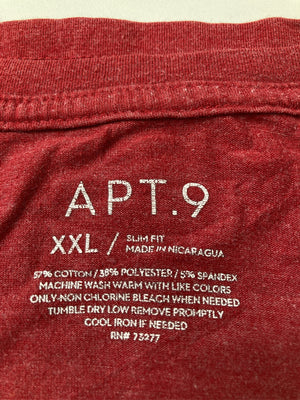 APT.9
XXL / SLIM FIT
MADE IN NICARAGUA
57% COTTON / 38% POLYESTER / 5% SPANDEX
MACHINE WASH WARM WITH LIKE COLORS
ONLY-NON CHLORINE BLEACH WHEN NEEDED
TUMBLE DRY LOW REMOVE PROMPTLY
COOL IRON IF NEEDED
RN# 73277